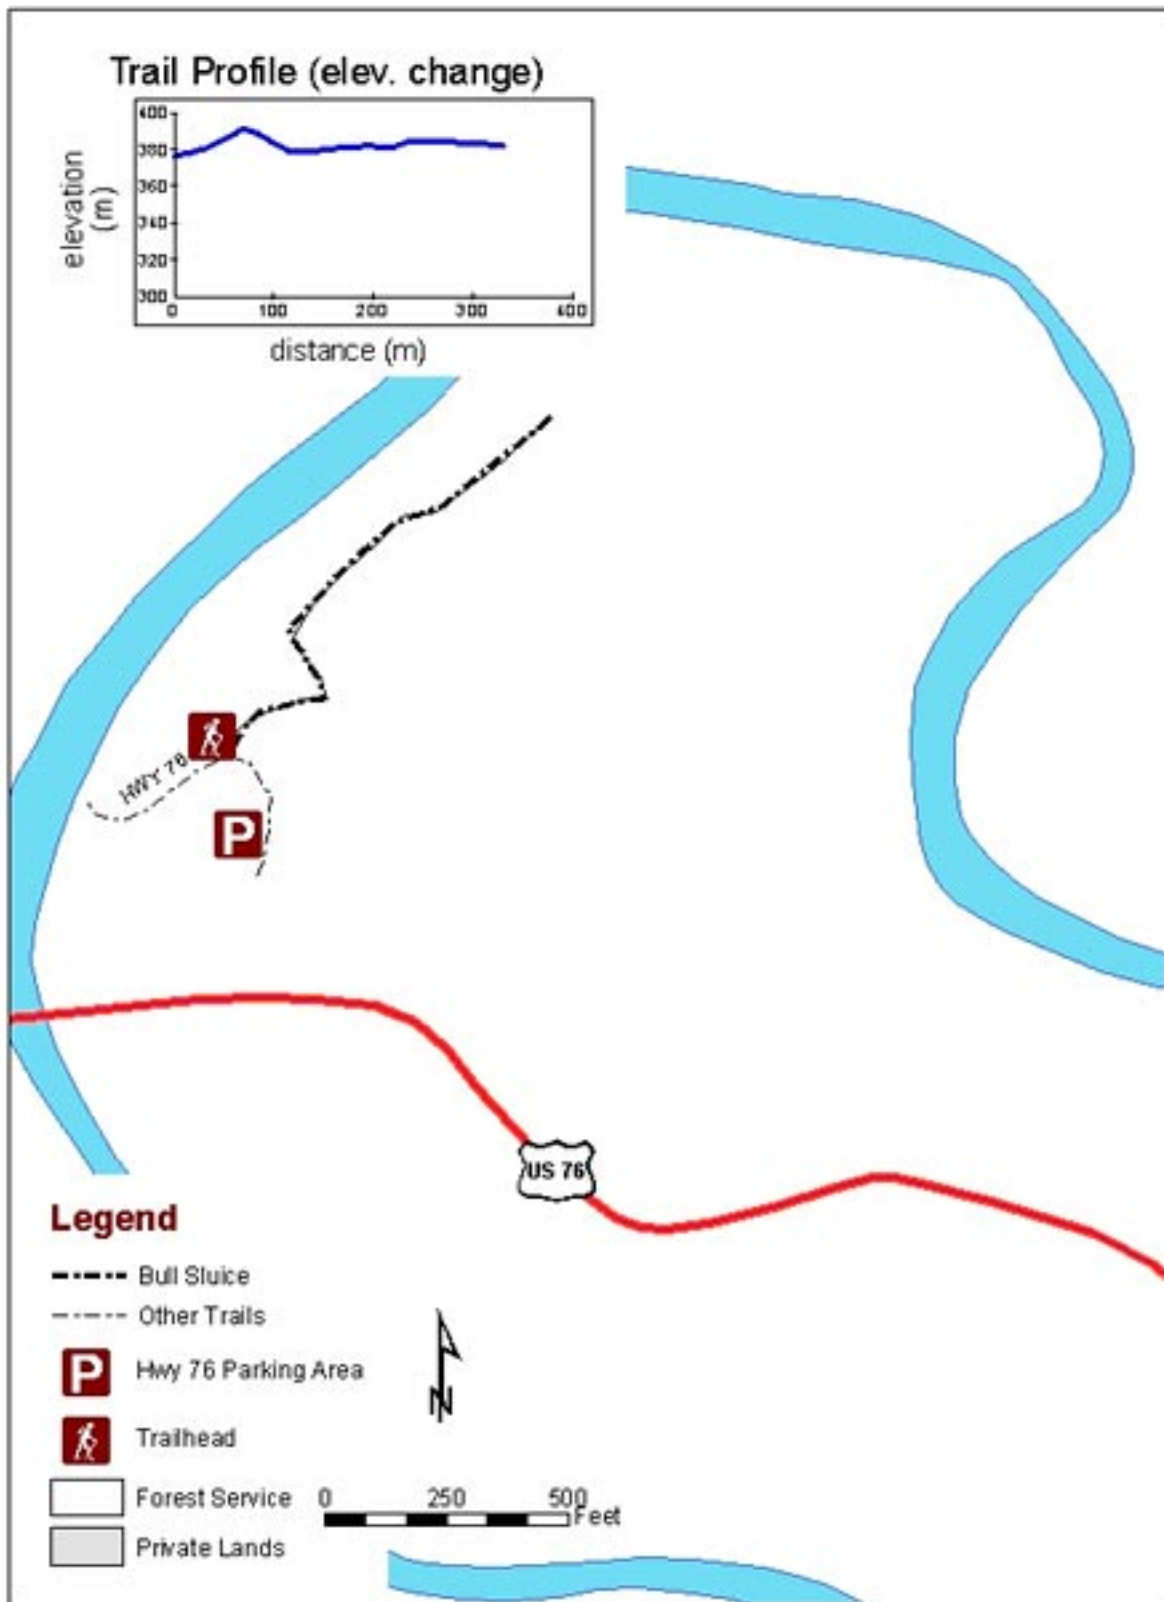 Trail Profile (elev. change)
elevation
(m)
400
380
360
340
320
300
0 100 200 300 400
distance (m)
HWY 76
P
US 76
Legend
Bull Sluice
Other Trails
P Hwy 76 Parking Area
Trailhead
Forest Service
Private Lands
N
0 250 500
Feet